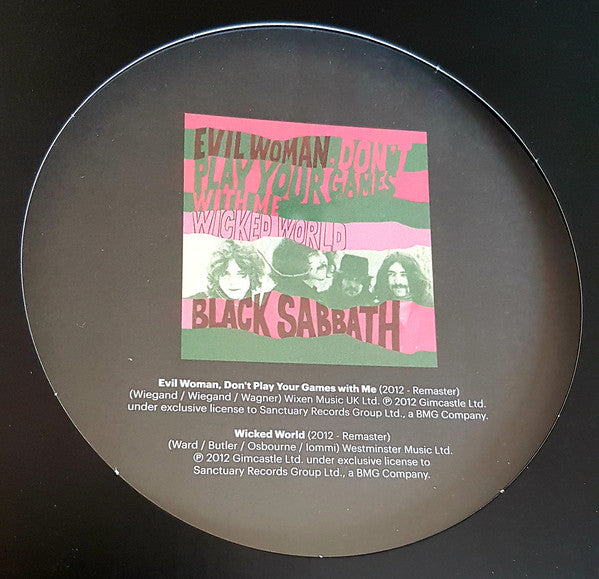 EVIL WOMAN, DON'T
PLAY YOUR GAMES
WITH ME
WICKED WORLD
BLACK SABBATH
Evil Woman, Don't Play Your Games with Me (2012 - Remaster)
(Wiegand / Wiegand / Wagner) Wixen Music UK Ltd. ℗ 2012 Gimcastle Ltd.
under exclusive license to Sanctuary Records Group Ltd., a BMG Company.
Wicked World (2012 - Remaster)
(Ward / Butler / Osbourne / Iommi) Westminster Music Ltd.
℗ 2012 Gimcastle Ltd. under exclusive license to
Sanctuary Records Group Ltd., a BMG Company.